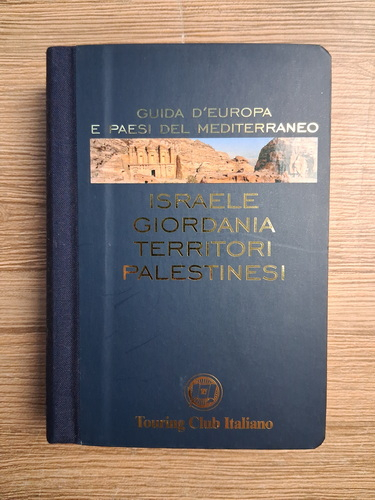 GUIDA D'EUROPA
E PAESI DEL MEDITERRANEO
ISRAELE
GIORDANIA
TERRITORI
PALESTINESI
Touring Club Italiano